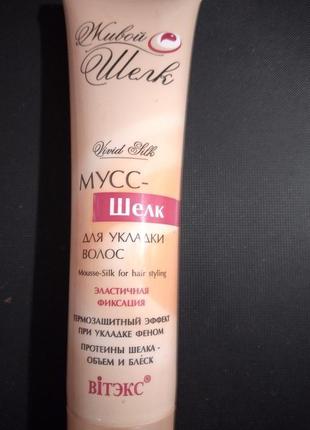 Живой
Шелк
Vivid Silk
МУСС-
Шелк
ДЛЯ УКЛАДКИ
ВОЛОС
Mousse-Silk for hair styling
ЭЛАСТИЧНАЯ
ФИКСАЦИЯ
ТЕРМОЗАЩИТНЫЙ ЭФФЕКТ
ПРИ УКЛАДКЕ ФЕНОМ
ПРОТЕИНЫ ШЕЛКА -
ОБЪЕМ И БЛЕСК
ВІТЭКС®